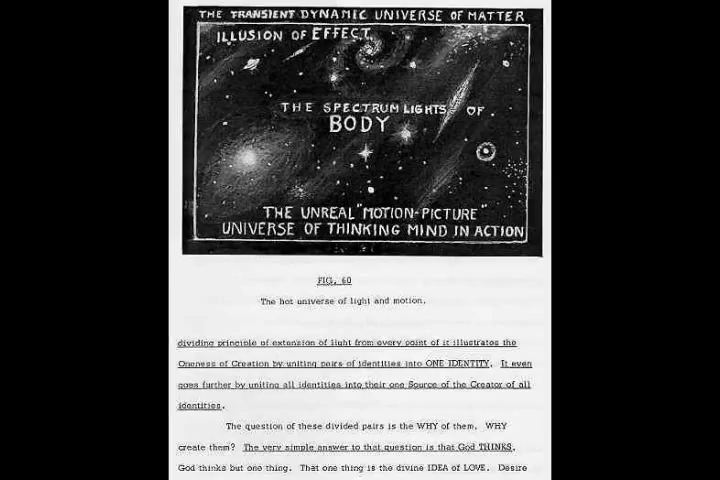 THE TRANSIENT DYNAMIC UNIVERSE OF MATTER
ILLUSION OF EFFECT
THE SPECTRUM LIGHTS OF
BODY
THE UNREAL "MOTION-PICTURE"
UNIVERSE OF THINKING MIND IN ACTION
FIG. 60
The hot universe of light and motion.
dividing principle of extension of light from every point of it illustrates the
Oneness of Creation by uniting pairs of identities into ONE IDENTITY. It even
goes further by uniting all identities into their one Source of the Creator of all
identities.
The question of these divided pairs is the WHY of them. WHY
create them? The very simple answer to that question is that God THINKS.
God thinks but one thing. That one thing is the divine IDEA of LOVE. Desire